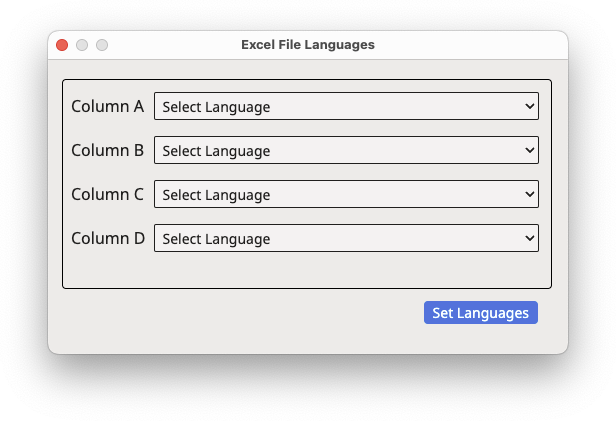 Excel File Languages
Column A Select Language
Column B Select Language
Column C Select Language
Column D Select Language
Set Languages